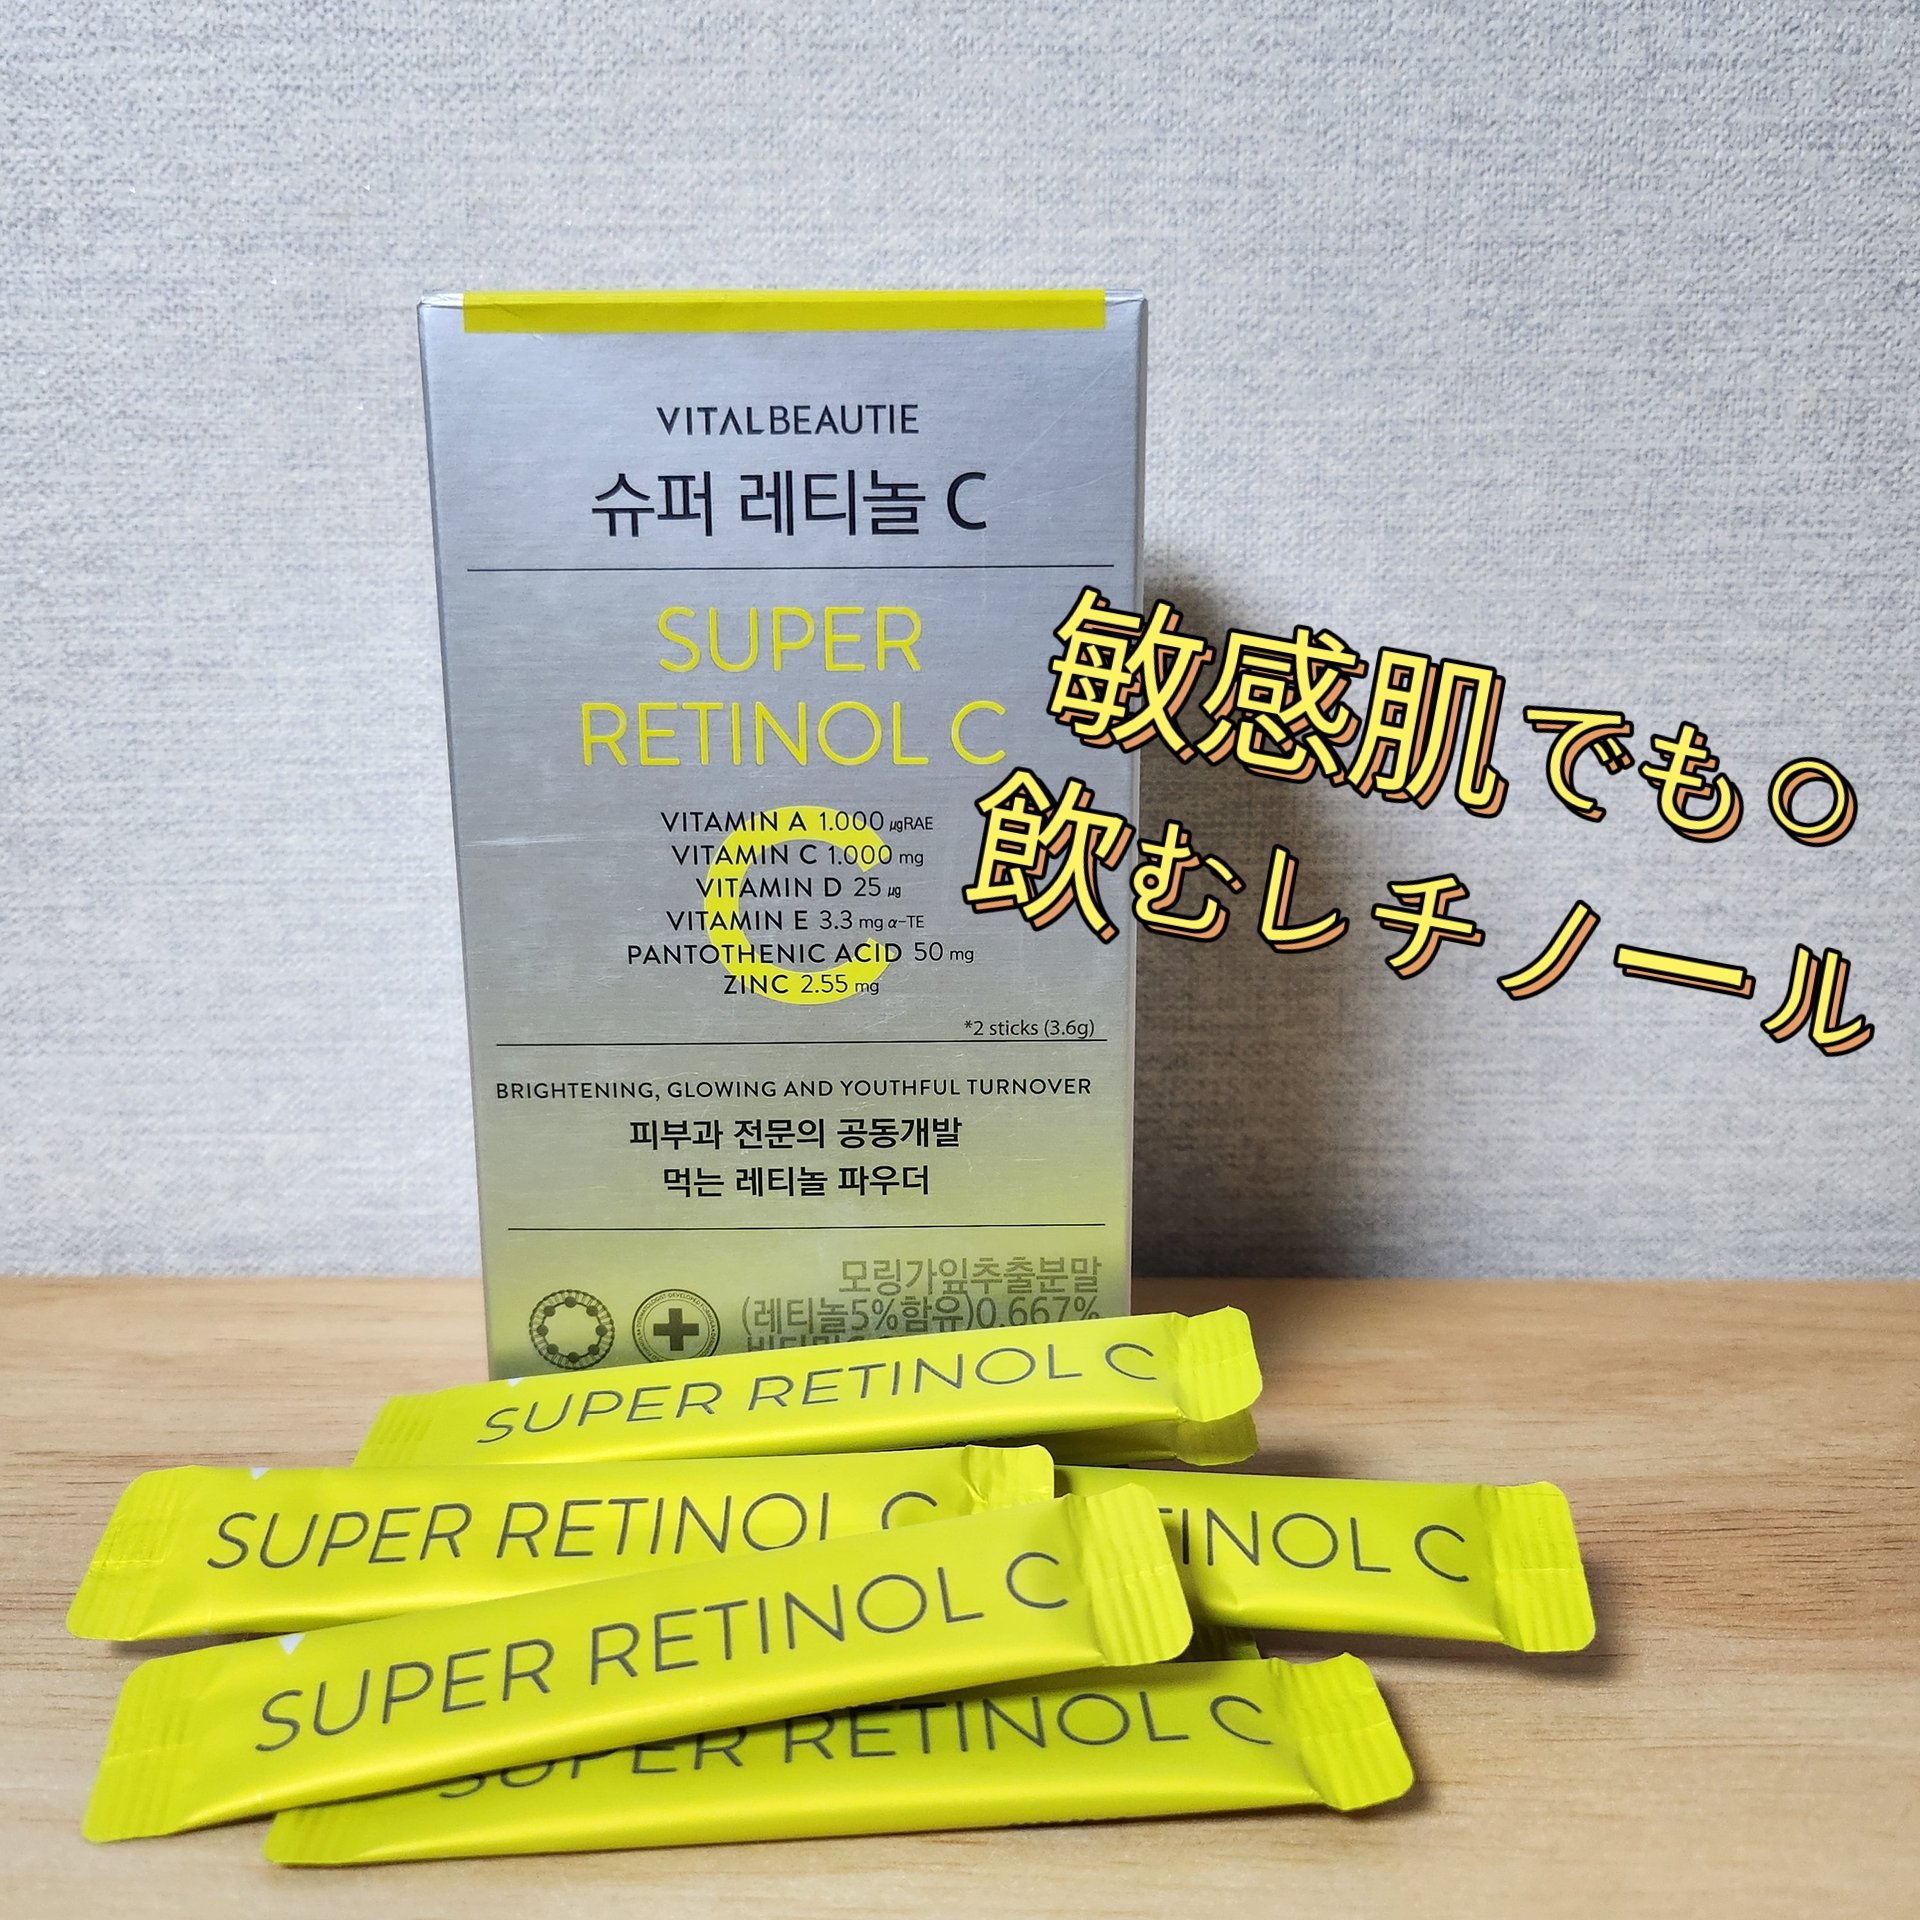 VITALBEAUTIE
슈퍼 레티놀 C
SUPER
RETINOL C
VITAMIN A 1.000 μgRAE
VITAMIN C 1.000 mg
VITAMIN D 25 μg
VITAMIN E 3.3 mg α-TE
PANTOTHENIC ACID 50 mg
ZINC 2.55 mg
*2 sticks (3.6g)
BRIGHTENING, GLOWING AND YOUTHFUL TURNOVER
피부과 전문의 공동개발
먹는 레티놀 파우더
모링가잎추출분말
(레티놀5%함유)0.667%
敏感肌でも〇
飲むレチノール
SUPER RETINOL C
SUPER RETINOL C
TINOL C
SUPER RETINOL C
SUPER RETINOL C